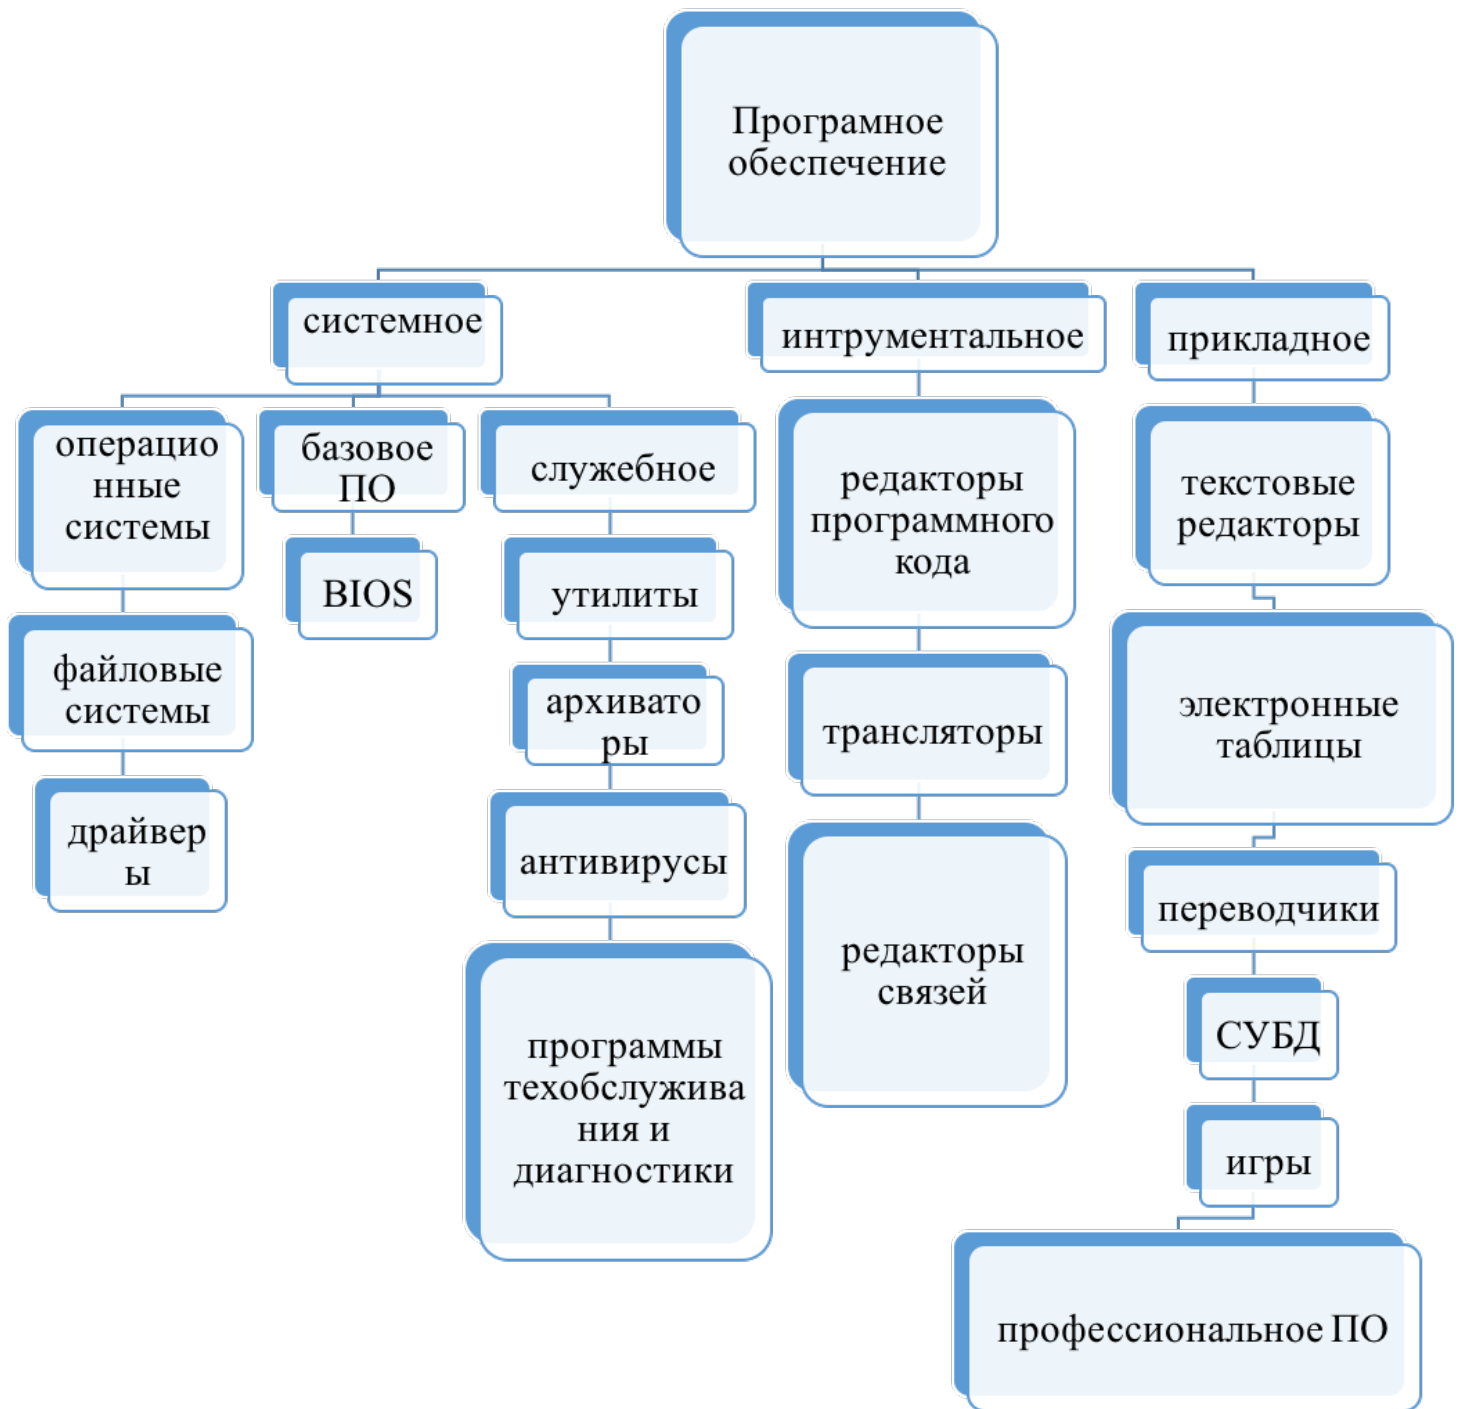 Програмное
обеспечение
системное
интрументальное
прикладное
операцио
нные
системы
базовое
ПО
служебное
редакторы
программного
кода
текстовые
редакторы
BIOS
утилиты
файловые
системы
архивато
ры
трансляторы
электронные
таблицы
драйвер
ы
антивирусы
переводчики
редакторы
связей
программы
техобслужива
ния и
диагностики
СУБД
игры
профессиональное ПО